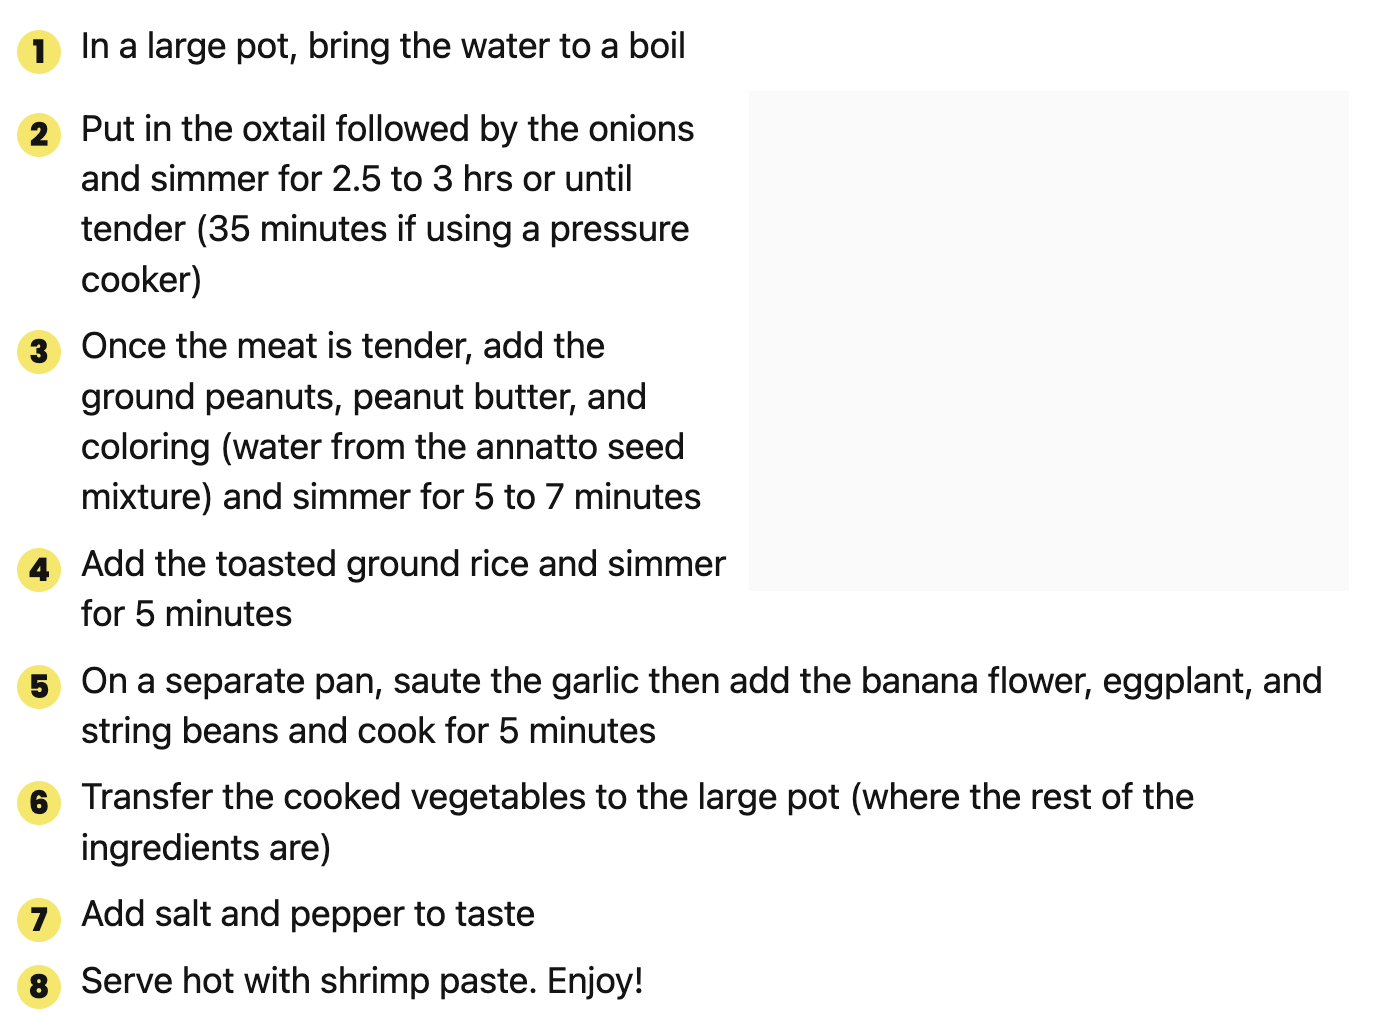 1 In a large pot, bring the water to a boil
2 Put in the oxtail followed by the onions
and simmer for 2.5 to 3 hrs or until
tender (35 minutes if using a pressure
cooker)
3 Once the meat is tender, add the
ground peanuts, peanut butter, and
coloring (water from the annatto seed
mixture) and simmer for 5 to 7 minutes
4 Add the toasted ground rice and simmer
for 5 minutes
5 On a separate pan, saute the garlic then add the banana flower, eggplant, and
string beans and cook for 5 minutes
6 Transfer the cooked vegetables to the large pot (where the rest of the
ingredients are)
7 Add salt and pepper to taste
8 Serve hot with shrimp paste. Enjoy!